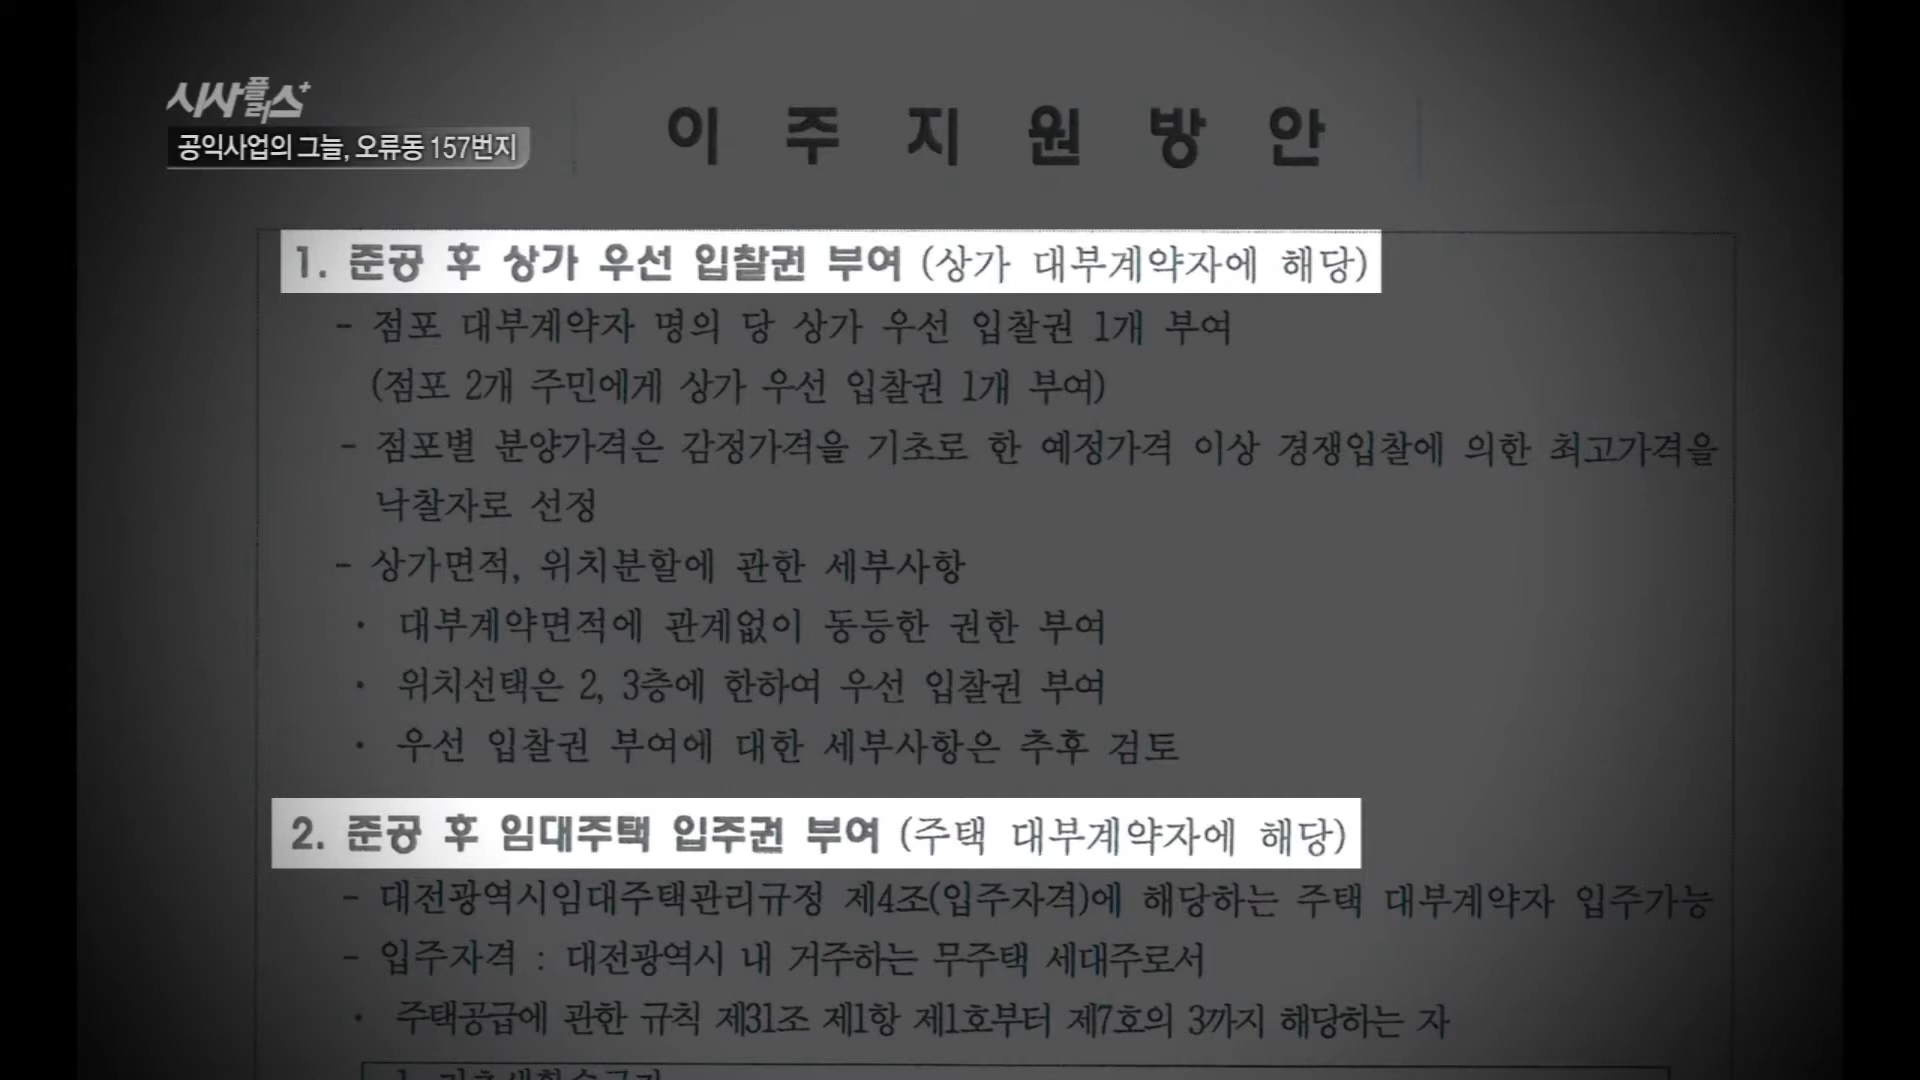 시사플러스+
공익사업의 그늘, 오류동 157번지
이 주 지 원 방 안
1. 준공 후 상가 우선 입찰권 부여 (상가 대부계약자에 해당)
- 점포 대부계약자 명의 당 상가 우선 입찰권 1개 부여
(점포 2개 주민에게 상가 우선 입찰권 1개 부여)
- 점포별 분양가격은 감정가격을 기초로 한 예정가격 이상 경쟁입찰에 의한 최고가격을
낙찰자로 선정
- 상가면적, 위치분할에 관한 세부사항
· 대부계약면적에 관계없이 동등한 권한 부여
· 위치선택은 2, 3층에 한하여 우선 입찰권 부여
· 우선 입찰권 부여에 대한 세부사항은 추후 검토
2. 준공 후 임대주택 입주권 부여 (주택 대부계약자에 해당)
- 대전광역시임대주택관리규정 제4조(입주자격)에 해당하는 주택 대부계약자 입주가능
- 입주자격 : 대전광역시 내 거주하는 무주택 세대주로서
· 주택공급에 관한 규칙 제31조 제1항 제1호부터 제7호의 3까지 해당하는 자